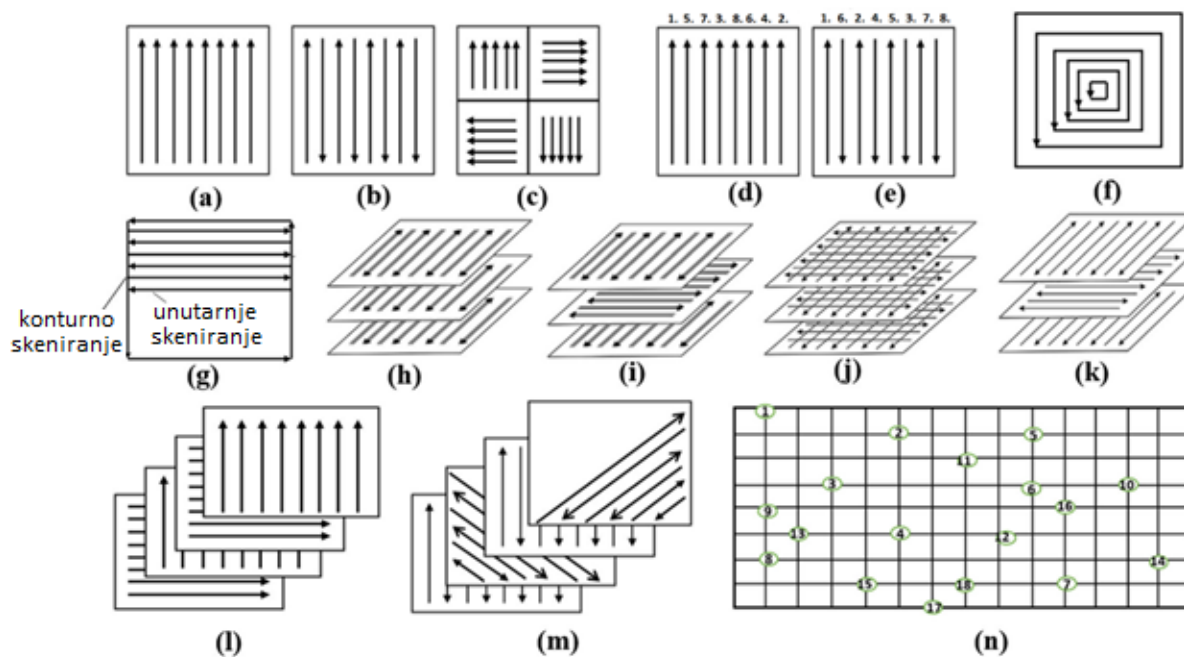 1. 5. 7. 3. 8. 6. 4. 2.
1. 6. 2. 4. 5. 3. 7. 8.
(a)
(b)
(c)
(d)
(e)
(f)
konturno
skeniranje
unutarnje
skeniranje
(g)
(h)
(i)
(j)
(k)
(l)
(m)
1
2
5
11
3
6
10
9
16
13
4
12
8
14
15
18
7
17
(n)